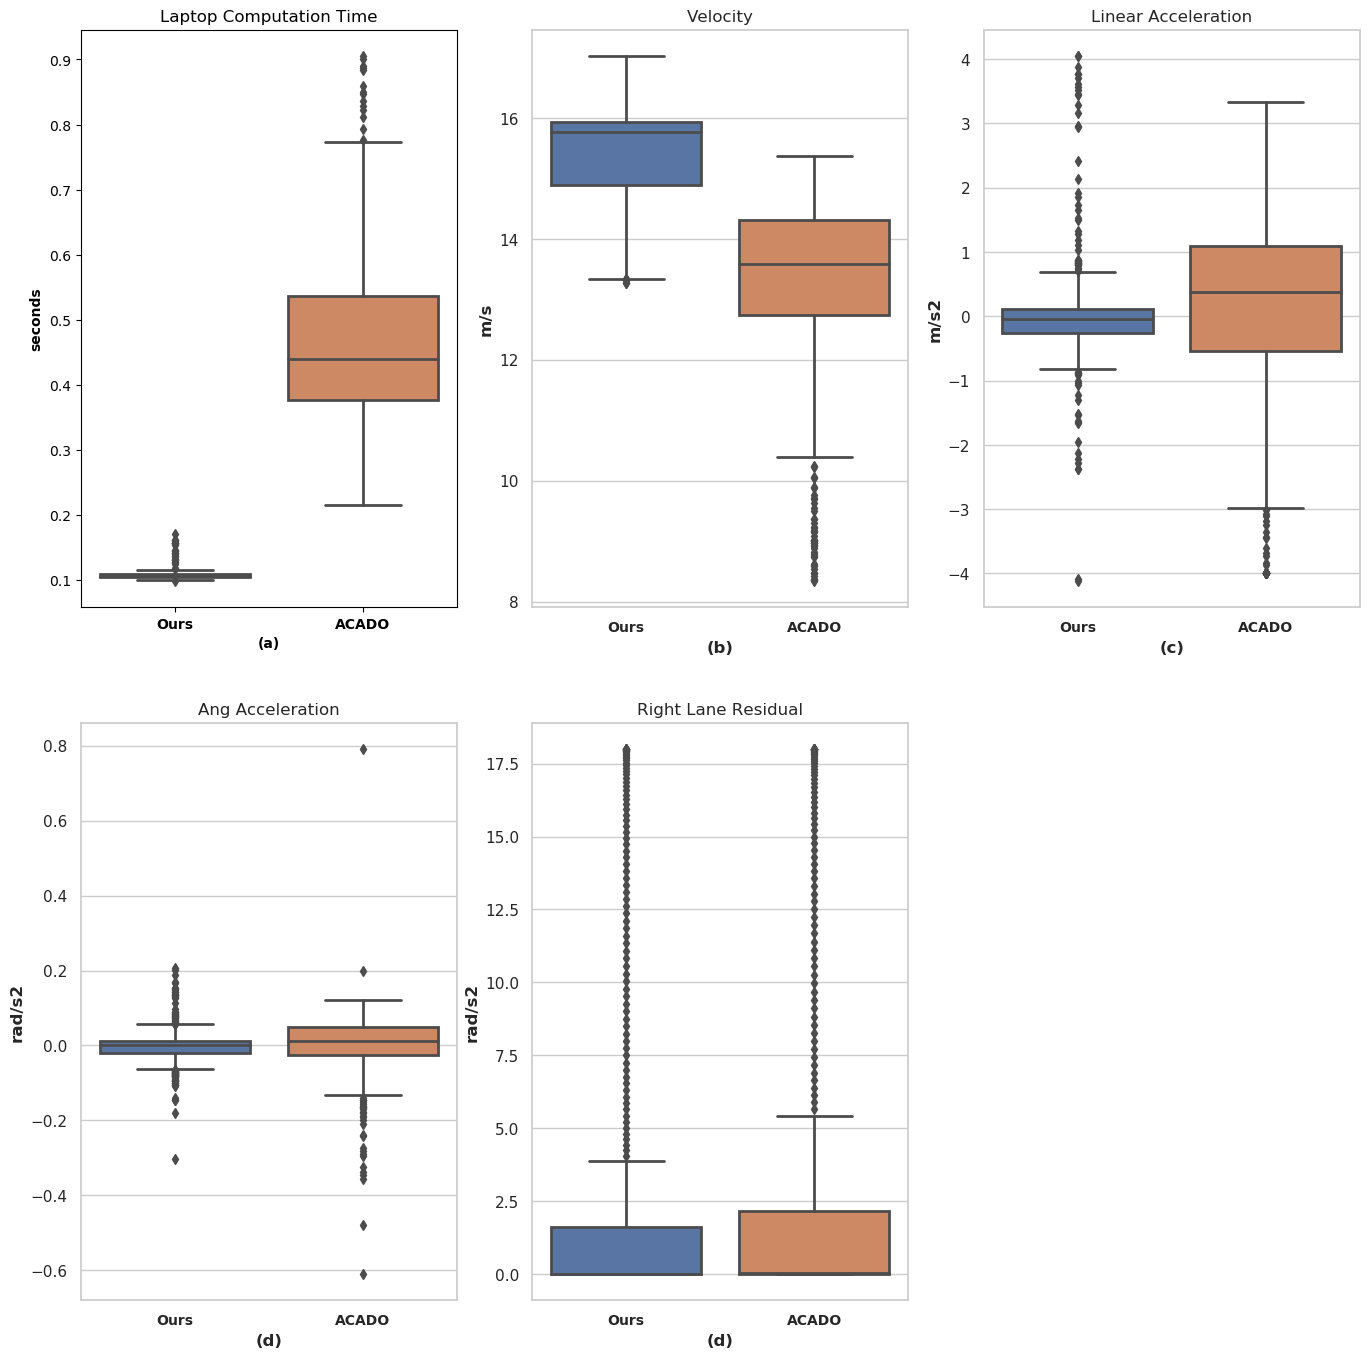 Laptop Computation Time
0.9
0.8
0.7
0.6
0.5
0.4
0.3
0.2
0.1
seconds
Ours ACADO
(a)
Velocity
16
14
12
10
8
m/s
Ours ACADO
(b)
Linear Acceleration
4
3
2
1
0
−1
−2
−3
−4
m/s2
Ours ACADO
(c)
Ang Acceleration
0.8
0.6
0.4
0.2
0.0
−0.2
−0.4
−0.6
rad/s2
Ours ACADO
(d)
Right Lane Residual
17.5
15.0
12.5
10.0
7.5
5.0
2.5
0.0
rad/s2
Ours ACADO
(d)